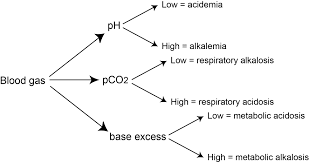 Low = acidemia
pH
High = alkalemia
Low = respiratory alkalosis
Blood gas
pCO2
High = respiratory acidosis
Low = metabolic acidosis
base excess
High = metabolic alkalosis